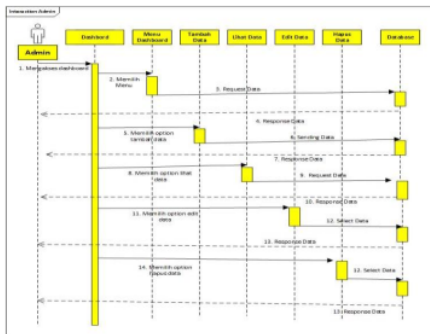 Interaction Admin
Admin
Dashbord
Menu
Dashboard
Tambah
Data
Lihat Data
Edit Data
Hapus
Data
Database
1. Mengakses dashboard
2. Memilih
Menu
3. Request Data
4. Response Data
5. Memilih option
tambah data
6. Sending Data
7. Response Data
8. Memilih option lihat
data
9. Request Data
10. Response Data
11. Memilih option edit
data
12. Select Data
13. Response Data
14. Memilih option
hapus data
12. Select Data
13. Response Data